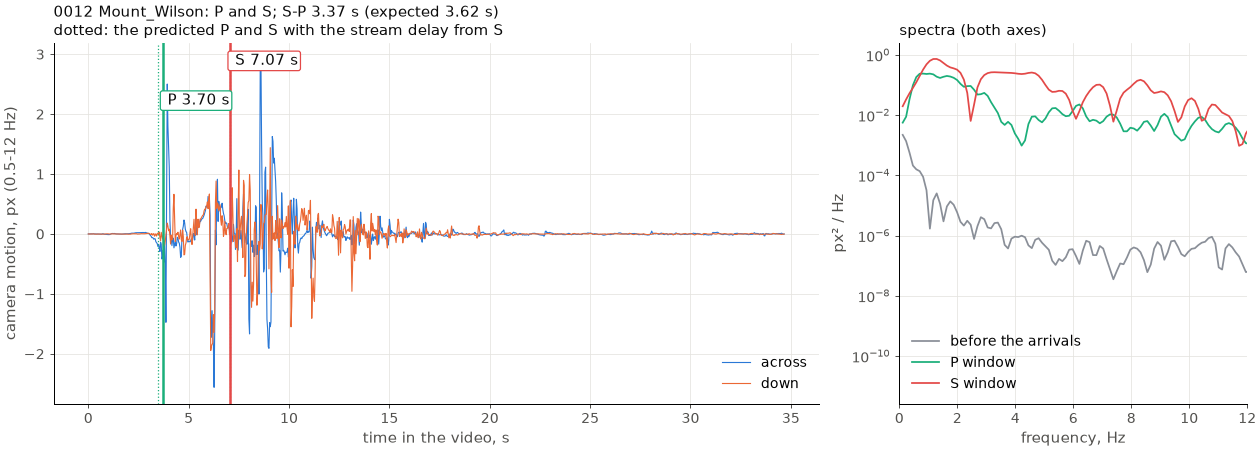 0012 Mount_Wilson: P and S; S-P 3.37 s (expected 3.62 s)
dotted: the predicted P and S with the stream delay from S
camera motion, px (0.5-12 Hz)
3
2
1
0
−1
−2
P 3.70 s
S 7.07 s
across
down
0 5 10 15 20 25 30 35
time in the video, s
spectra (both axes)
px² / Hz
10⁰
10⁻²
10⁻⁴
10⁻⁶
10⁻⁸
10⁻¹⁰
before the arrivals
P window
S window
0 2 4 6 8 10 12
frequency, Hz